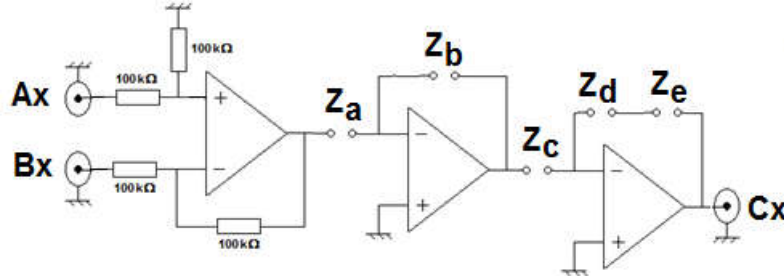 100kΩ
100kΩ
Ax
+
Za
Zb
Zd
Ze
−
−
Bx
100kΩ
Zc
−
+
Cx
100kΩ
+